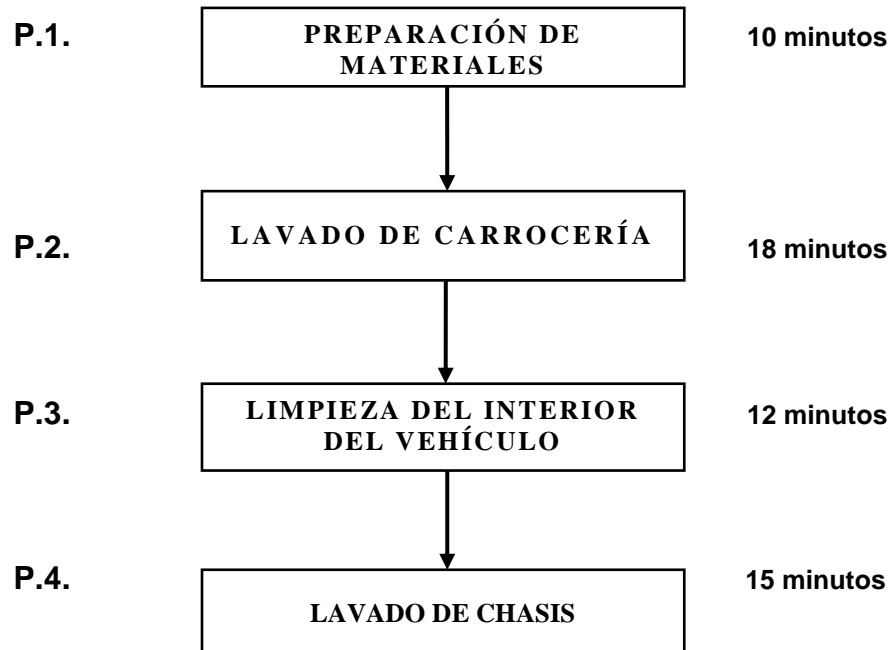 P.1.
PREPARACIÓN DE
MATERIALES
10 minutos
P.2.
LAVADO DE CARROCERÍA
18 minutos
P.3.
LIMPIEZA DEL INTERIOR
DEL VEHÍCULO
12 minutos
P.4.
LAVADO DE CHASIS
15 minutos